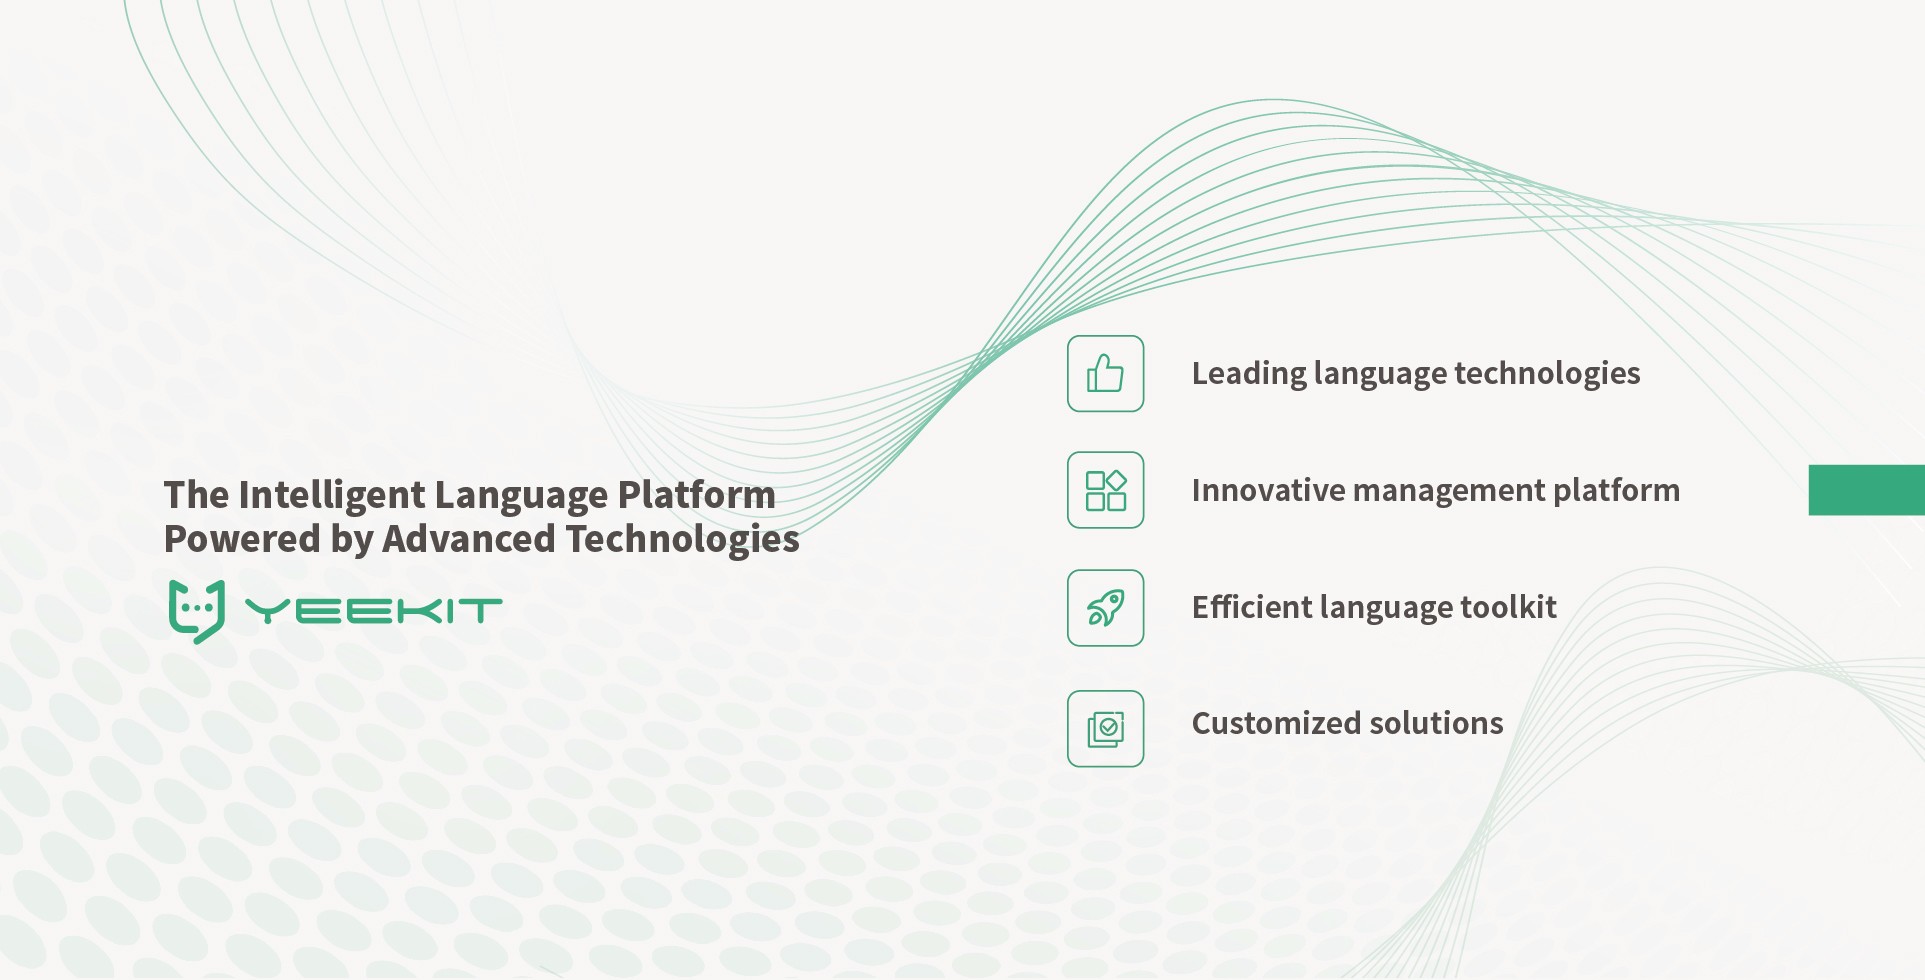 The Intelligent Language Platform
Powered by Advanced Technologies
YEEKIT
Leading language technologies
Innovative management platform
Efficient language toolkit
Customized solutions